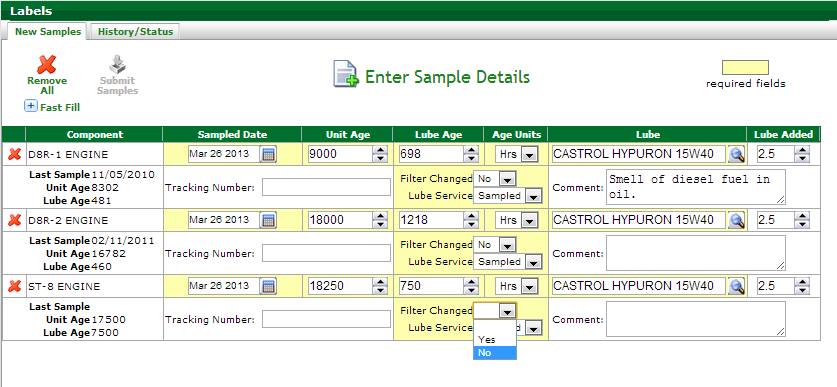 Labels
New Samples History/Status
Remove All
Submit Samples
Fast Fill
Enter Sample Details
required fields
Component Sampled Date Unit Age Lube Age Age Units Lube Lube Added
D8R-1 ENGINE Mar 26 2013 9000 698 Hrs CASTROL HYPURON 15W40 2.5
Last Sample 11/05/2010
Unit Age 8302
Lube Age 481
Tracking Number:
Filter Changed No
Lube Service Sampled
Comment: Smell of diesel fuel in
oil.
D8R-2 ENGINE Mar 26 2013 18000 1218 Hrs CASTROL HYPURON 15W40 2.5
Last Sample 02/11/2011
Unit Age 16782
Lube Age 460
Tracking Number:
Filter Changed No
Lube Service Sampled
Comment:
ST-8 ENGINE Mar 26 2013 18250 750 Hrs CASTROL HYPURON 15W40 2.5
Last Sample
Unit Age 17500
Lube Age 7500
Tracking Number:
Filter Changed
Lube Service
Yes
No
Comment: